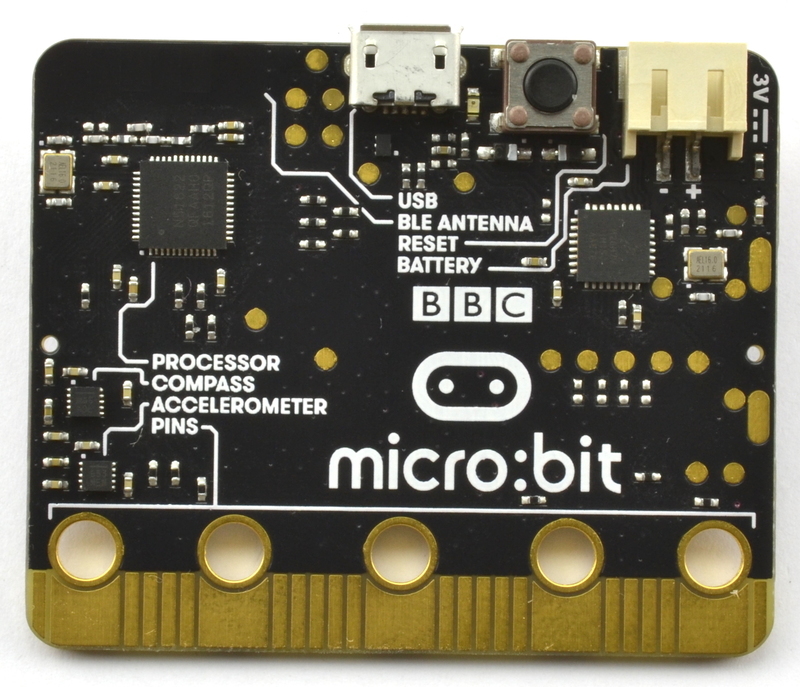 3V
- +
USB
BLE ANTENNA
RESET
BATTERY
BBC
PROCESSOR
COMPASS
ACCELEROMETER
PINS
micro:bit